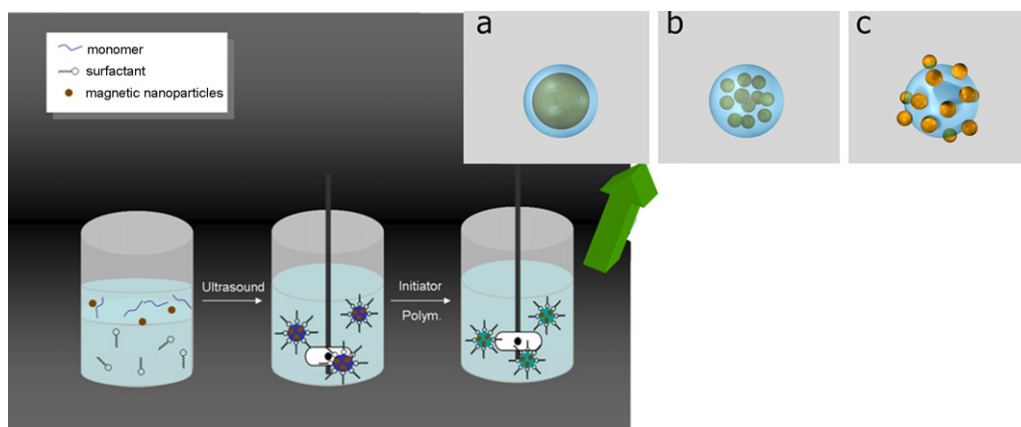 monomer
surfactant
magnetic nanoparticles
a
b
c
Ultrasound
Initiator
Polym.